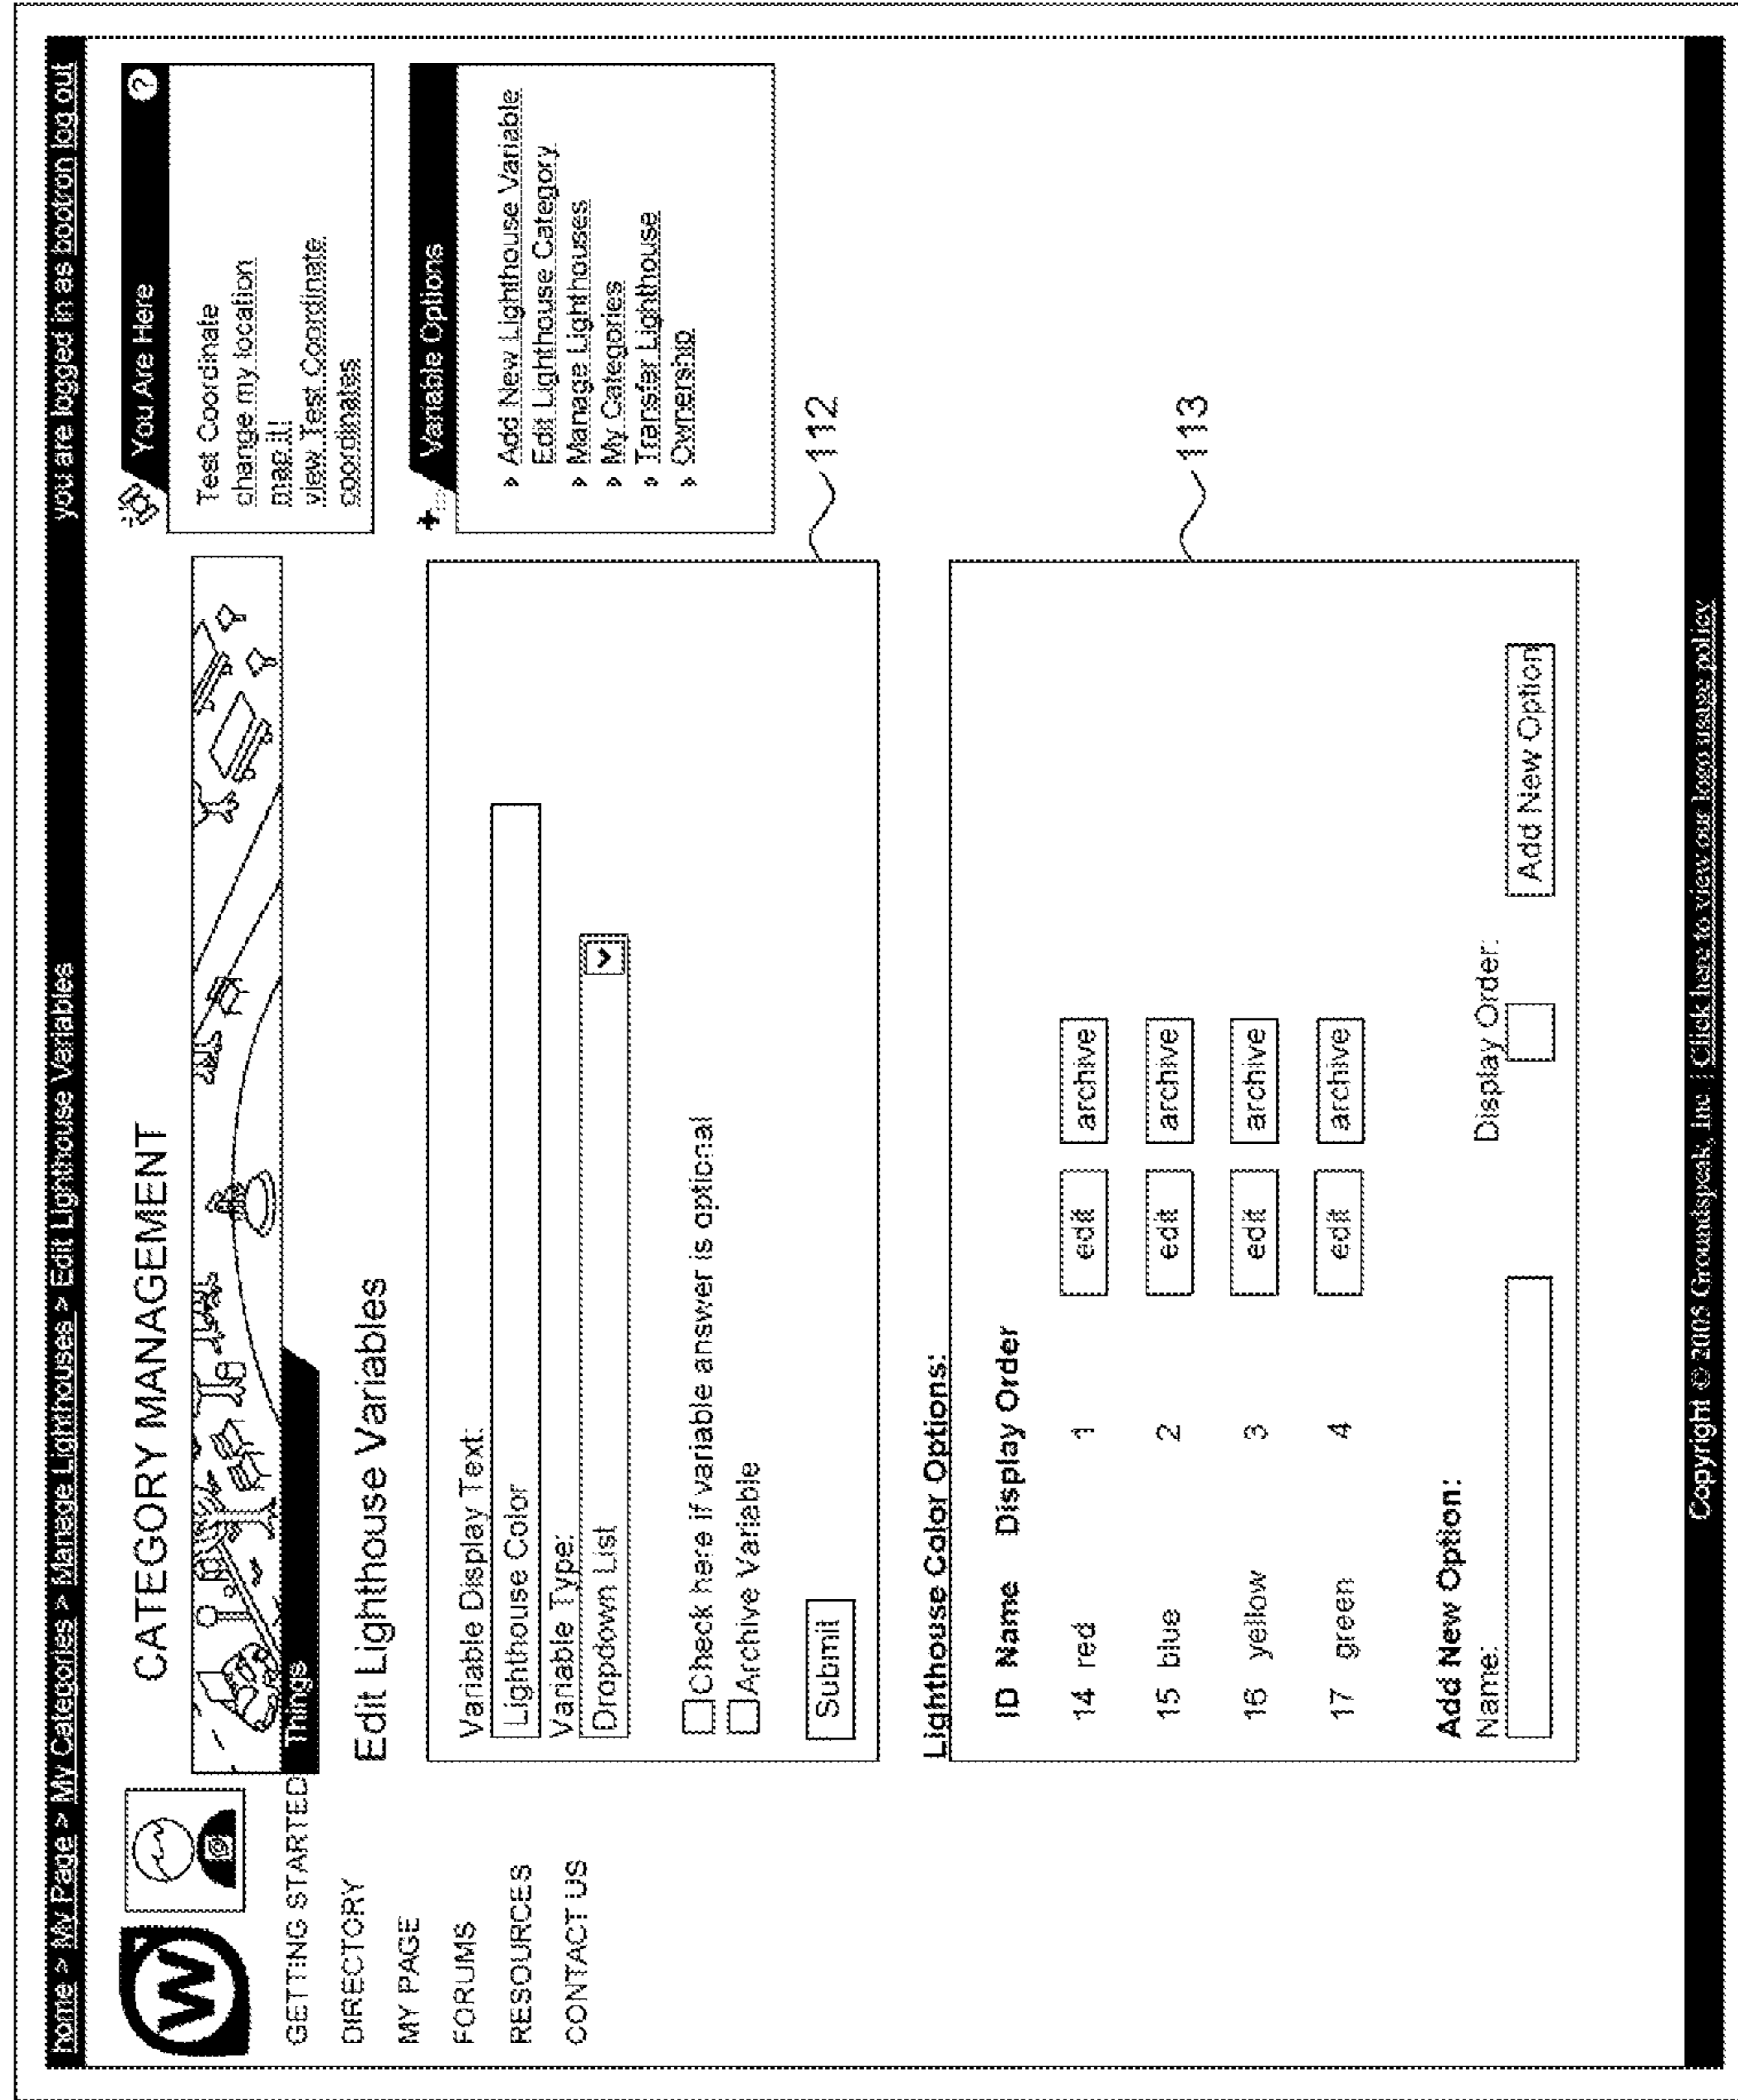 home > My Page > My Categories > Manage Lighthouses > Edit Lighthouse Variables
you are logged in as bootron log out
W
CATEGORY MANAGEMENT
Things
GETTING STARTED
DIRECTORY
MY PAGE
FORUMS
RESOURCES
CONTACT US
You Are Here ?
Test Coordinate
change my location
map it!
view Test Coordinate
coordinates
Variable Options
Add New Lighthouse Variable
Edit Lighthouse Category
Manage Lighthouses
My Categories
Transfer Lighthouse
Ownership
Edit Lighthouse Variables
Variable Display Text:
Lighthouse Color
Variable Type:
Dropdown List
Check here if variable answer is optional
Archive Variable
Submit
112
Lighthouse Color Options:
ID Name Display Order
14 red 1 edit archive
15 blue 2 edit archive
16 yellow 3 edit archive
17 green 4 edit archive
Add New Option:
Name: Display Order:
Add New Option
113
Copyright © 2005 Groundspeak, Inc. | Click here to view our logo usage policy